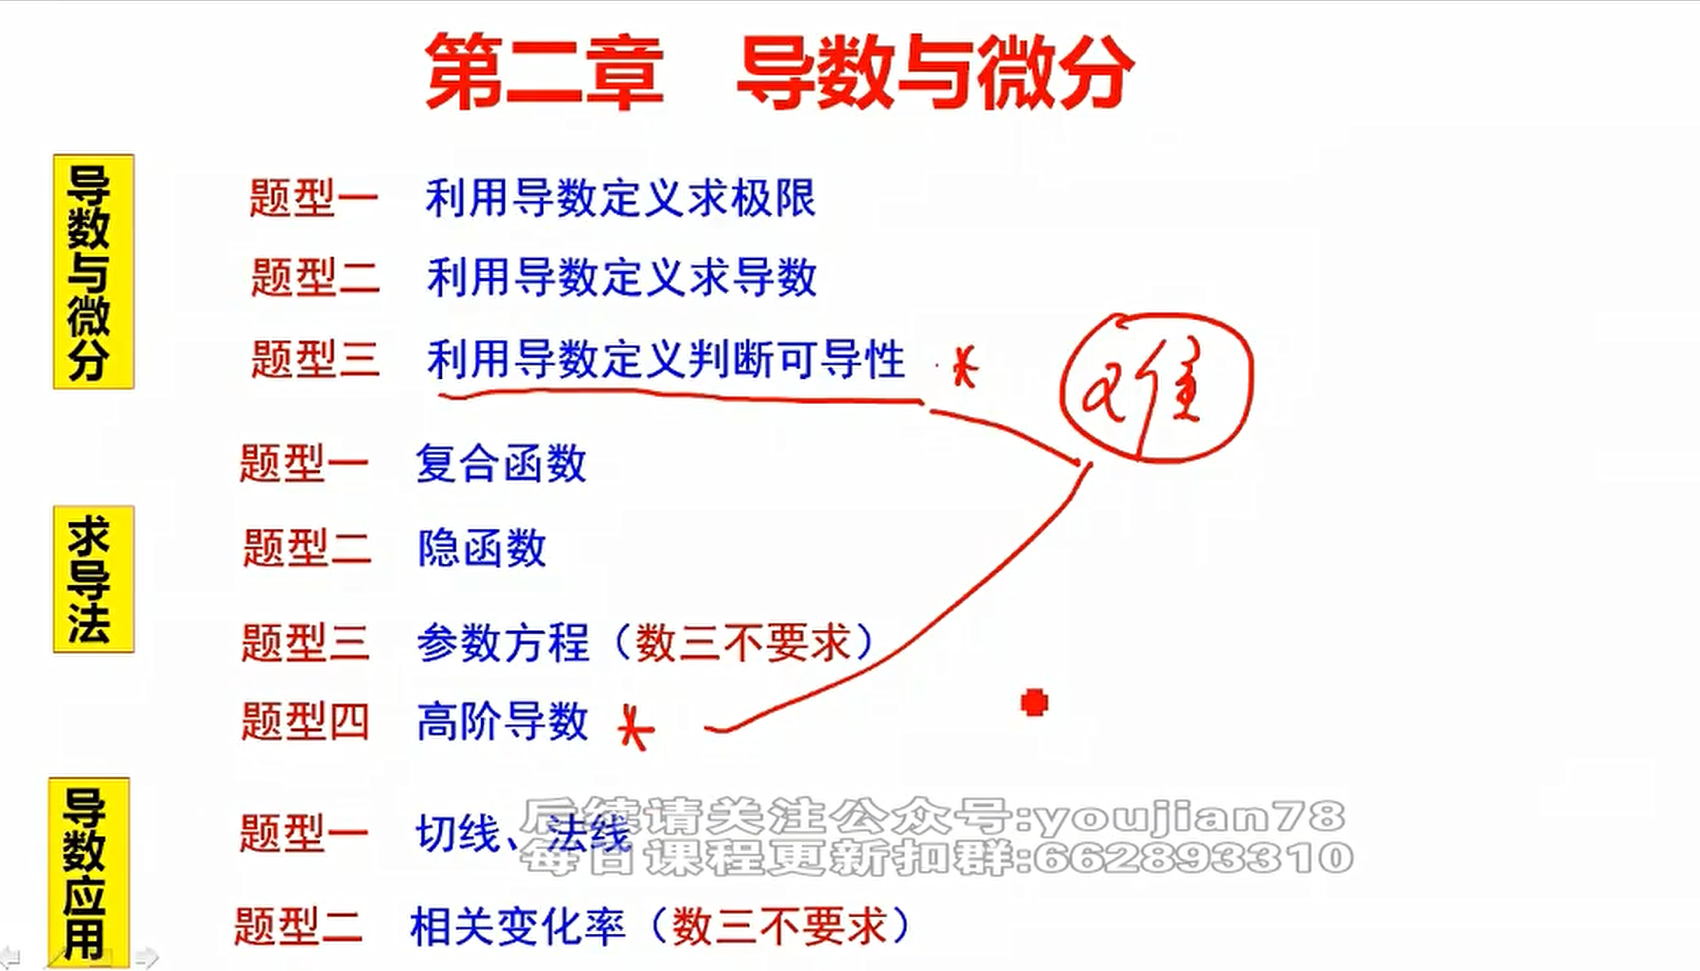 第二章 导数与微分
导数与微分
题型一 利用导数定义求极限
题型二 利用导数定义求导数
题型三 利用导数定义判断可导性
难
求导法
题型一 复合函数
题型二 隐函数
题型三 参数方程（数三不要求）
题型四 高阶导数
导数应用
题型一 切线、法线
后续请关注公众号:youjian78
每日课程更新扣群:662893310
题型二 相关变化率（数三不要求）